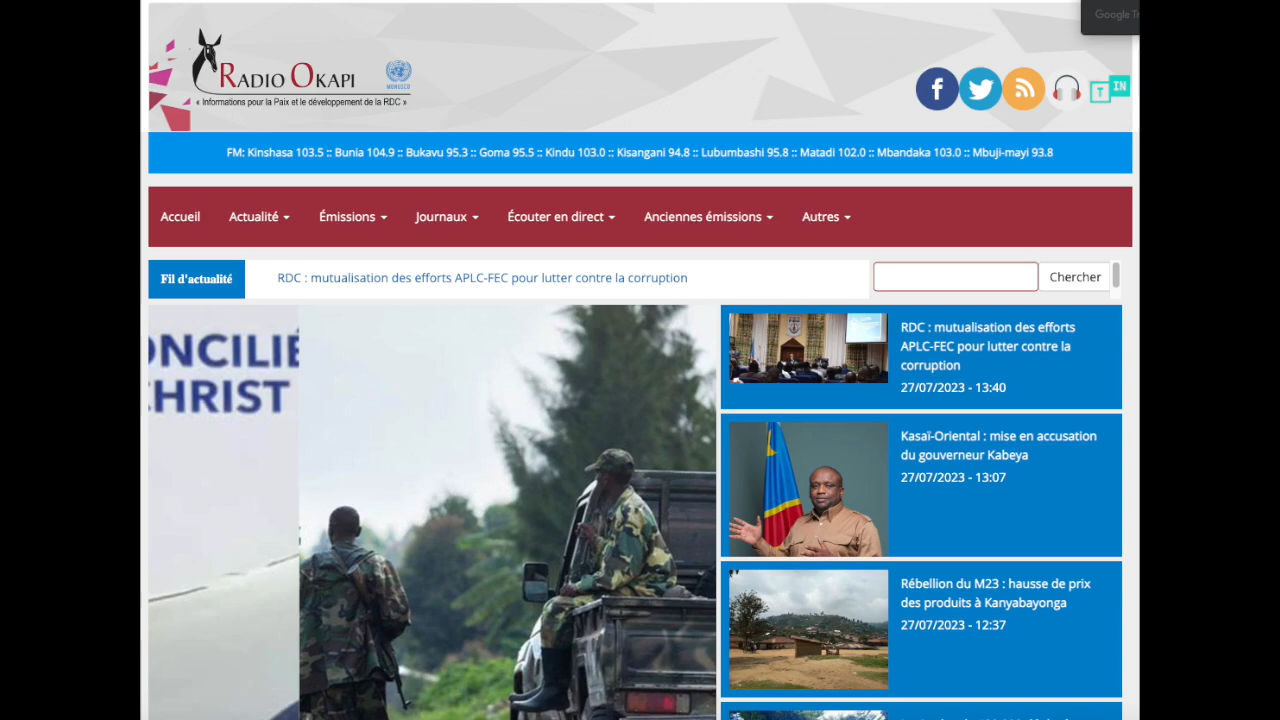 Google Tr
RADIO OKAPI
MONUSCO
« Informations pour la Paix et le développement de la RDC »
T IN
FM: Kinshasa 103.5 :: Bunia 104.9 :: Bukavu 95.3 :: Goma 95.5 :: Kindu 103.0 :: Kisangani 94.8 :: Lubumbashi 95.8 :: Matadi 102.0 :: Mbandaka 103.0 :: Mbuji-mayi 93.8
Accueil Actualité Émissions Journaux Écouter en direct Anciennes émissions Autres
Fil d'actualité RDC : mutualisation des efforts APLC-FEC pour lutter contre la corruption Chercher
ONCILIÉ
CHRIST
RDC : mutualisation des efforts
APLC-FEC pour lutter contre la
corruption
27/07/2023 - 13:40
Kasaï-Oriental : mise en accusation
du gouverneur Kabeya
27/07/2023 - 13:07
Rébellion du M23 : hausse de prix
des produits à Kanyabayonga
27/07/2023 - 12:37